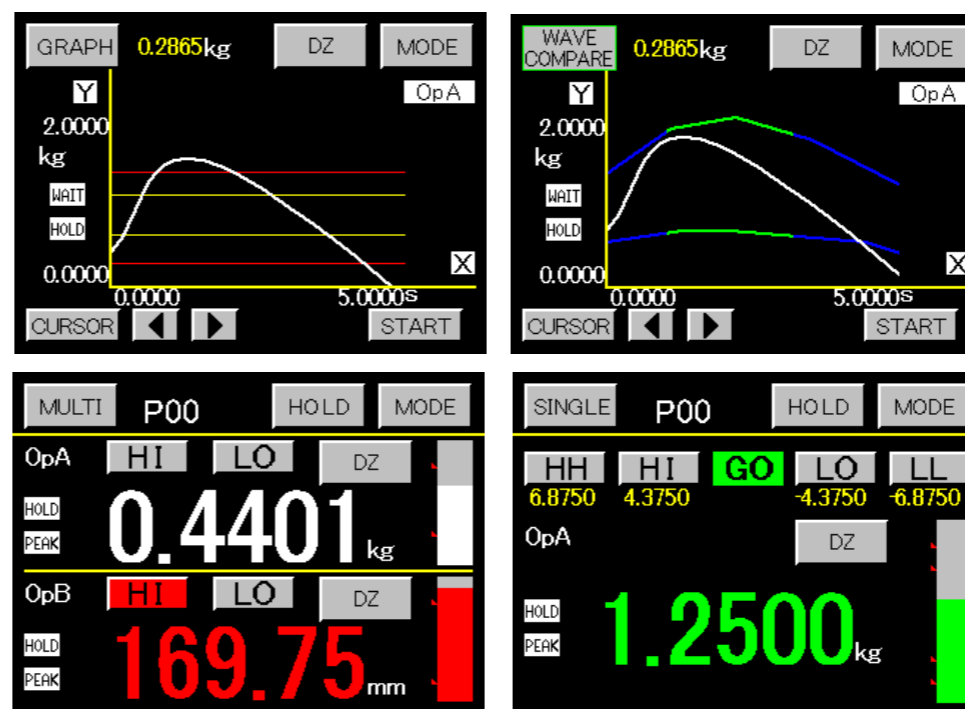 GRAPH 0.2865kg DZ MODE
Y OpA
2.0000
kg
WAIT
HOLD
X
0.0000
0.0000 5.0000s
CURSOR START
WAVE
COMPARE 0.2865kg DZ MODE
Y OpA
2.0000
kg
WAIT
HOLD
X
0.0000
0.0000 5.0000s
CURSOR START
MULTI P00 HOLD MODE
OpA HI LO DZ
HOLD
PEAK 0.4401kg
OpB HI LO DZ
HOLD
PEAK 169.75mm
SINGLE P00 HOLD MODE
HH HI GO LO LL
6.8750 4.3750 -4.3750 -6.8750
OpA DZ
HOLD
PEAK 1.2500kg